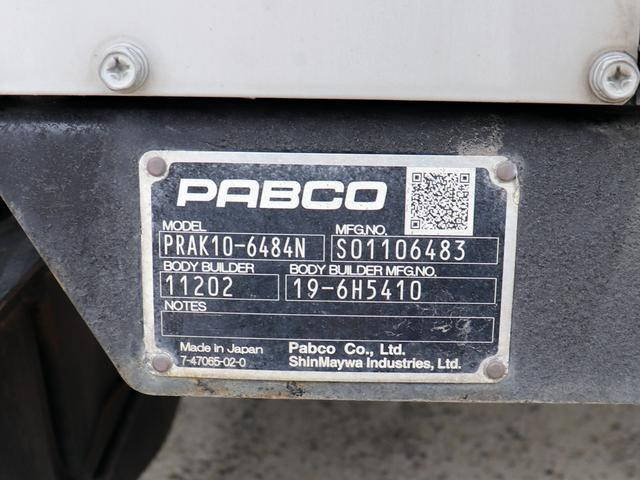 PABCO
MODEL MFG.NO.
PRAK10-6484N S01106483
BODY BUILDER BODY BUILDER MFG.NO.
11202 19-6H5410
NOTES
Made in Japan Pabco Co., Ltd.
7-47065-02-0 ShinMaywa Industries, Ltd.